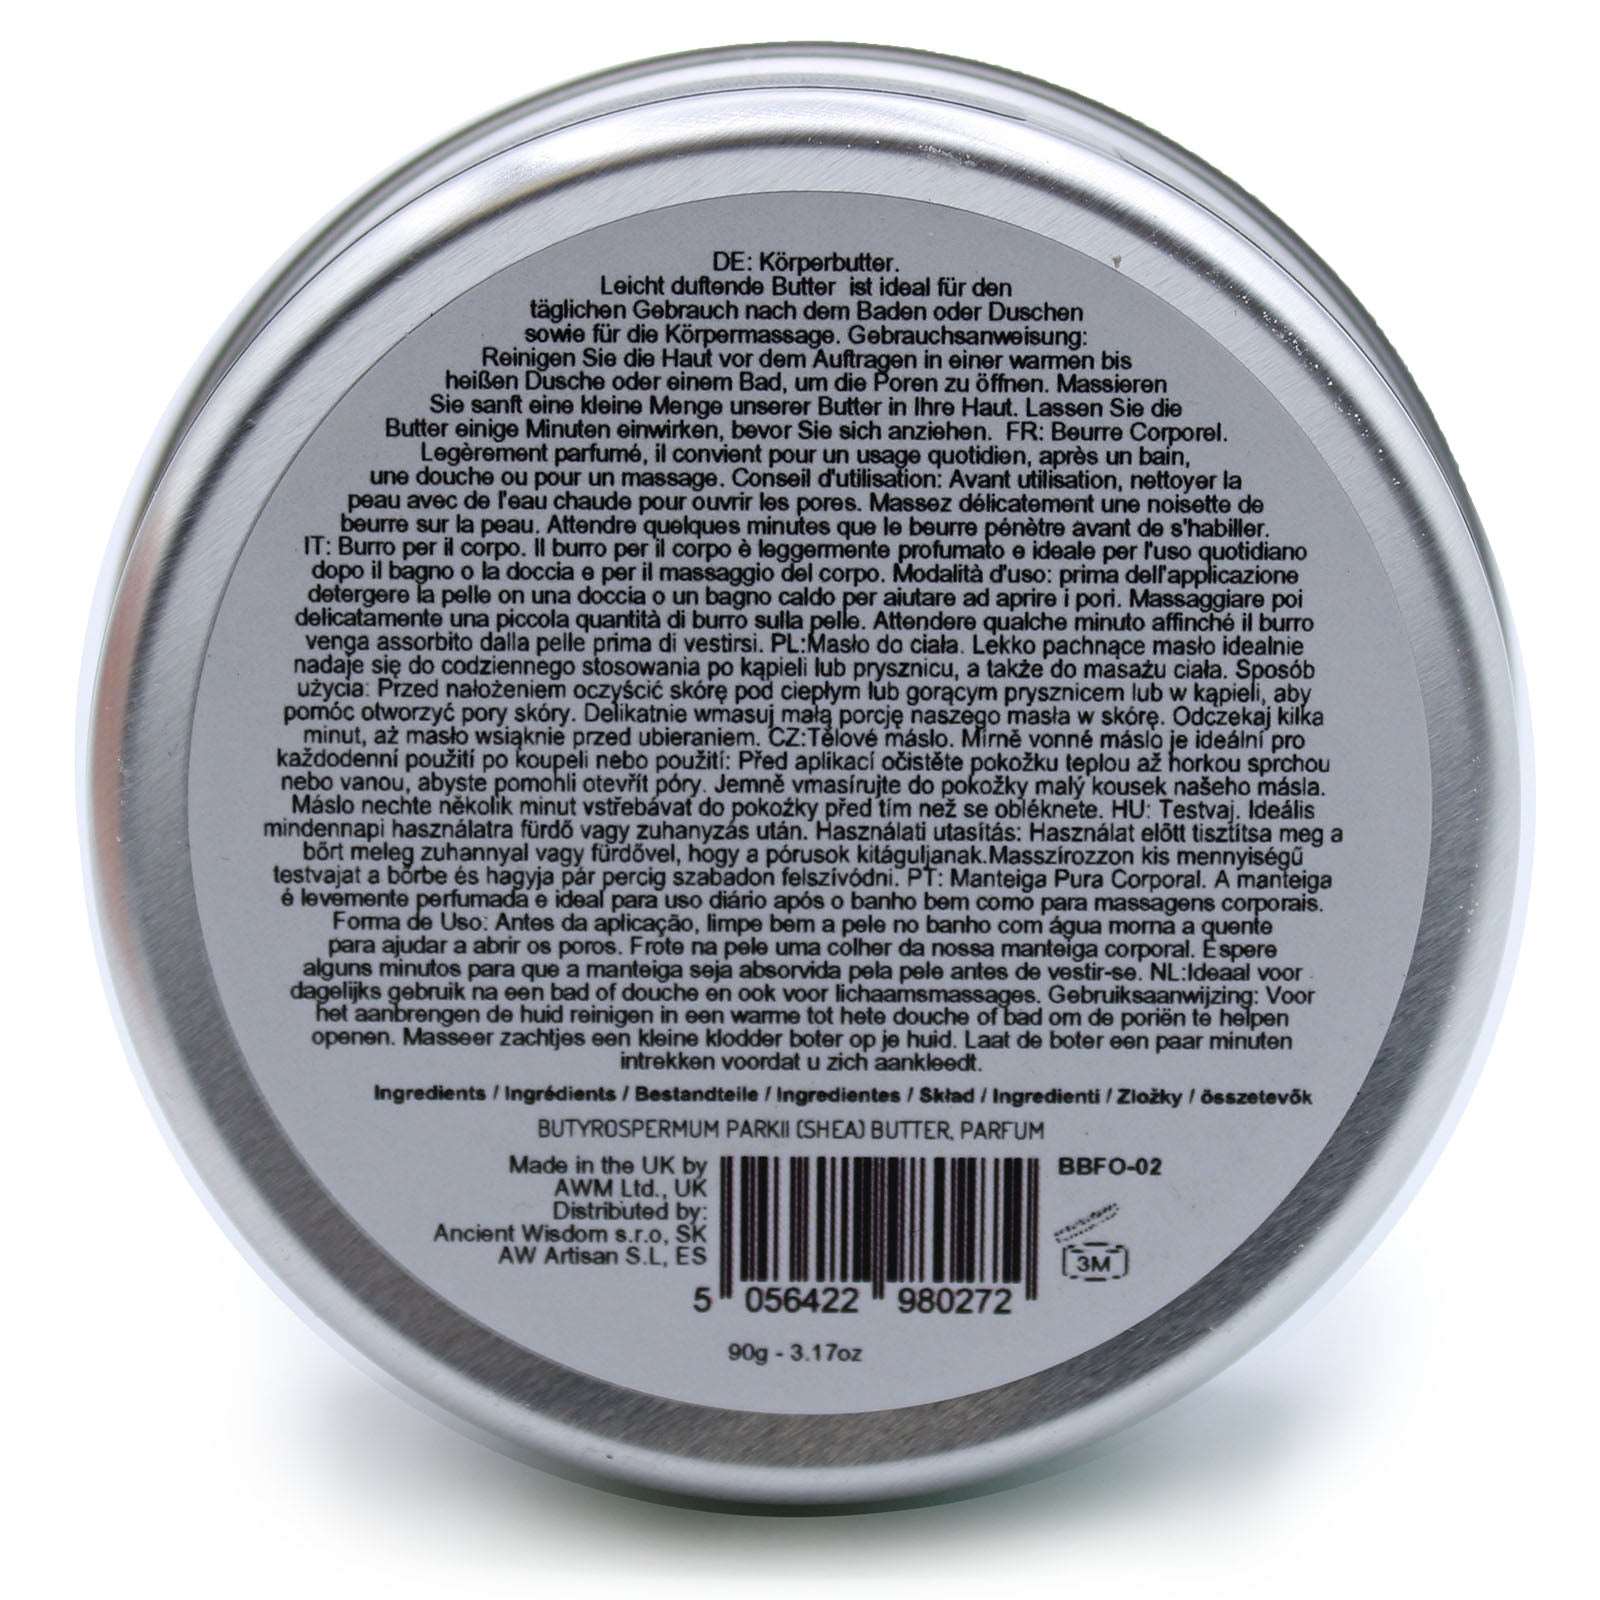 DE: Körperbutter.
Leicht duftende Butter ist ideal für den
täglichen Gebrauch nach dem Baden oder Duschen
sowie für die Körpermassage. Gebrauchsanweisung:
Reinigen Sie die Haut vor dem Auftragen in einer warmen bis
heißen Dusche oder einem Bad, um die Poren zu öffnen. Massieren
Sie sanft eine kleine Menge unserer Butter in Ihre Haut. Lassen Sie die
Butter einige Minuten einwirken, bevor Sie sich anziehen. FR: Beurre Corporel.
Legèrement parfumé, il convient pour un usage quotidien, après un bain,
une douche ou pour un massage. Conseil d'utilisation: Avant utilisation, nettoyer la
peau avec de l'eau chaude pour ouvrir les pores. Massez délicatement une noisette de
beurre sur la peau. Attendre quelques minutes que le beurre pénètre avant de s'habiller.
IT: Burro per il corpo. Il burro per il corpo è leggermente profumato e ideale per l'uso quotidiano
dopo il bagno o la doccia e per il massaggio del corpo. Modalità d'uso: prima dell'applicazione
detergere la pelle on una doccia o un bagno caldo per aiutare ad aprire i pori. Massaggiare poi
delicatamente una piccola quantità di burro sulla pelle. Attendere qualche minuto affinché il burro
venga assorbito dalla pelle prima di vestirsi. PL:Masło do ciała. Lekko pachnące masło idealnie
nadaje się do codziennego stosowania po kąpieli lub prysznicu, a także do masażu ciała. Sposób
użycia: Przed nałożeniem oczyścić skórę pod ciepłym lub gorącym prysznicem lub w kąpieli, aby
pomóc otworzyć pory skóry. Delikatnie wmasuj małą porcję naszego masła w skórę. Odczekaj kilka
minut, aż masło wsiąknie przed ubieraniem. CZ:Tělové máslo. Mírně vonné máslo je ideální pro
každodenní použití po koupeli nebo použití: Před aplikací očistěte pokožku teplou až horkou sprchou
nebo vanou, abyste pomohli otevřít póry. Jemně vmasírujte do pokožky malý kousek našeho másla.
Máslo nechte několik minut vstřebávat do pokožky před tím než se obléknete. HU: Testvaj. Ideális
mindennapi használatra fürdő vagy zuhanyzás után. Használati utasítás: Használat előtt tisztítsa meg a
bőrt meleg zuhannyal vagy fürdővel, hogy a pórusok kitáguljanak.Masszírozzon kis mennyiségű
testvajat a bőrbe és hagyja pár percig szabadon felszívódni. PT: Manteiga Pura Corporal. A manteiga
é levemente perfumada e ideal para uso diário após o banho bem como para massagens corporais.
Forma de Uso: Antes da aplicação, limpe bem a pele no banho com água morna a quente
para ajudar a abrir os poros. Frote na pele uma colher da nossa manteiga corporal. Espere
alguns minutos para que a manteiga seja absorvida pela pele antes de vestir-se. NL:Ideaal voor
dagelijks gebruik na een bad of douche en ook voor lichaamsmassages. Gebruiksaanwijzing: Voor
het aanbrengen de huid reinigen in een warme tot hete douche of bad om de poriën te helpen
openen. Masseer zachtjes een kleine klodder boter op je huid. Laat de boter een paar minuten
intrekken voordat u zich aankleedt.
Ingredients / Ingrédients / Bestandteile / Ingredientes / Skład / Ingredienti / Zložky / összetevők
BUTYROSPERMUM PARKII (SHEA) BUTTER, PARFUM
Made in the UK by
AWM Ltd., UK
Distributed by:
Ancient Wisdom s.r.o, SK
AW Artisan S.L, ES
BBFO-02
3M
5 056422 980272
90g - 3.17oz